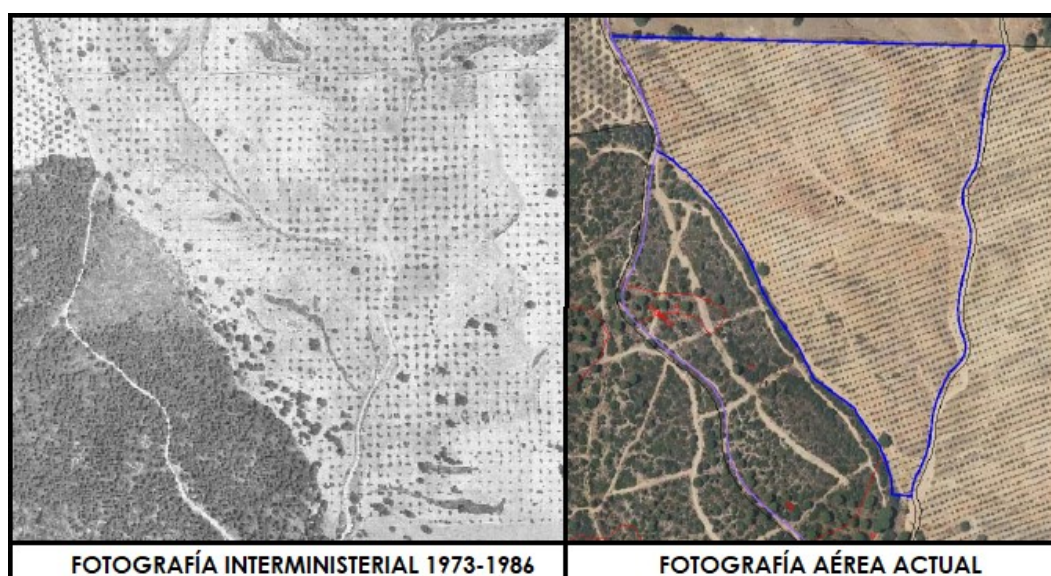 FOTOGRAFÍA INTERMINISTERIAL 1973-1986
FOTOGRAFÍA AÉREA ACTUAL